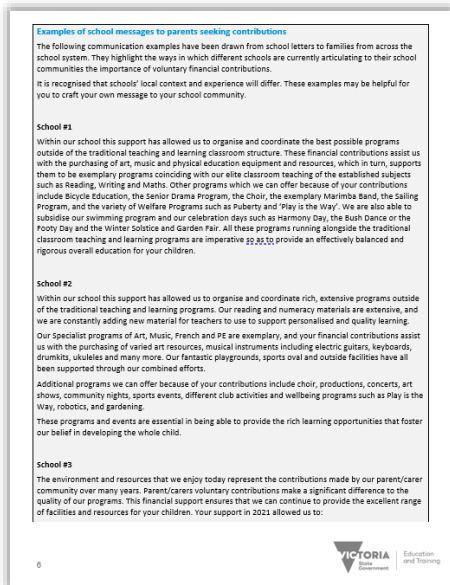 Examples of school messages to parents seeking contributions
The following communication examples have been drawn from school letters to families from across the
school system. They highlight the ways in which different schools are currently articulating to their school
communities the importance of voluntary financial contributions.
It is recognised that schools' local context and experience will differ. These examples may be helpful for
you to craft your own message to your school community.
School #1
Within our school this support has allowed us to organise and coordinate the best possible programs
outside of the traditional teaching and learning classroom structure. These financial contributions assist us
with the purchasing of art, music and physical education equipment and resources, which in turn, supports
them to be exemplary programs coinciding with our elite classroom teaching of the established subjects
such as Reading, Writing and Maths. Other programs which we can offer because of your contributions
include Bicycle Education, the Senior Drama Program, the Choir, the exemplary Marimba Band, the Sailing
Program, and the variety of Welfare Programs such as Puberty and 'Play is the Way'. We are also able to
subsidise our swimming program and our celebration days such as Harmony Day, the Bush Dance or the
Footy Day and the Winter Solstice and Garden Fair. All these programs running alongside the traditional
classroom teaching and learning programs are imperative so as to provide an effectively balanced and
rigorous overall education for your children.
School #2
Within our school this support has allowed us to organise and coordinate rich, extensive programs outside
of the traditional teaching and learning programs. Our reading and numeracy materials are extensive, and
we are constantly adding new material for teachers to use to support personalised and quality learning.
Our Specialist programs of Art, Music, French and PE are exemplary, and your financial contributions assist
us with the purchasing of varied art resources, musical instruments including electric guitars, keyboards,
drumkits, ukuleles and many more. Our fantastic playgrounds, sports oval and outside facilities have all
been supported through our combined efforts.
Additional programs we can offer because of your contributions include choir, productions, concerts, art
shows, community nights, sports events, different club activities and wellbeing programs such as Play is the
Way, robotics, and gardening.
These programs and events are essential in being able to provide the rich learning opportunities that foster
our belief in developing the whole child.
School #3
The environment and resources that we enjoy today represent the contributions made by our parent/carer
community over many years. Parent/carers voluntary contributions make a significant difference to the
quality of our programs. This financial support ensures that we can continue to provide the excellent range
of facilities and resources for your children. Your support in 2021 allowed us to:
6
VICTORIA
State
Government
Education
and Training